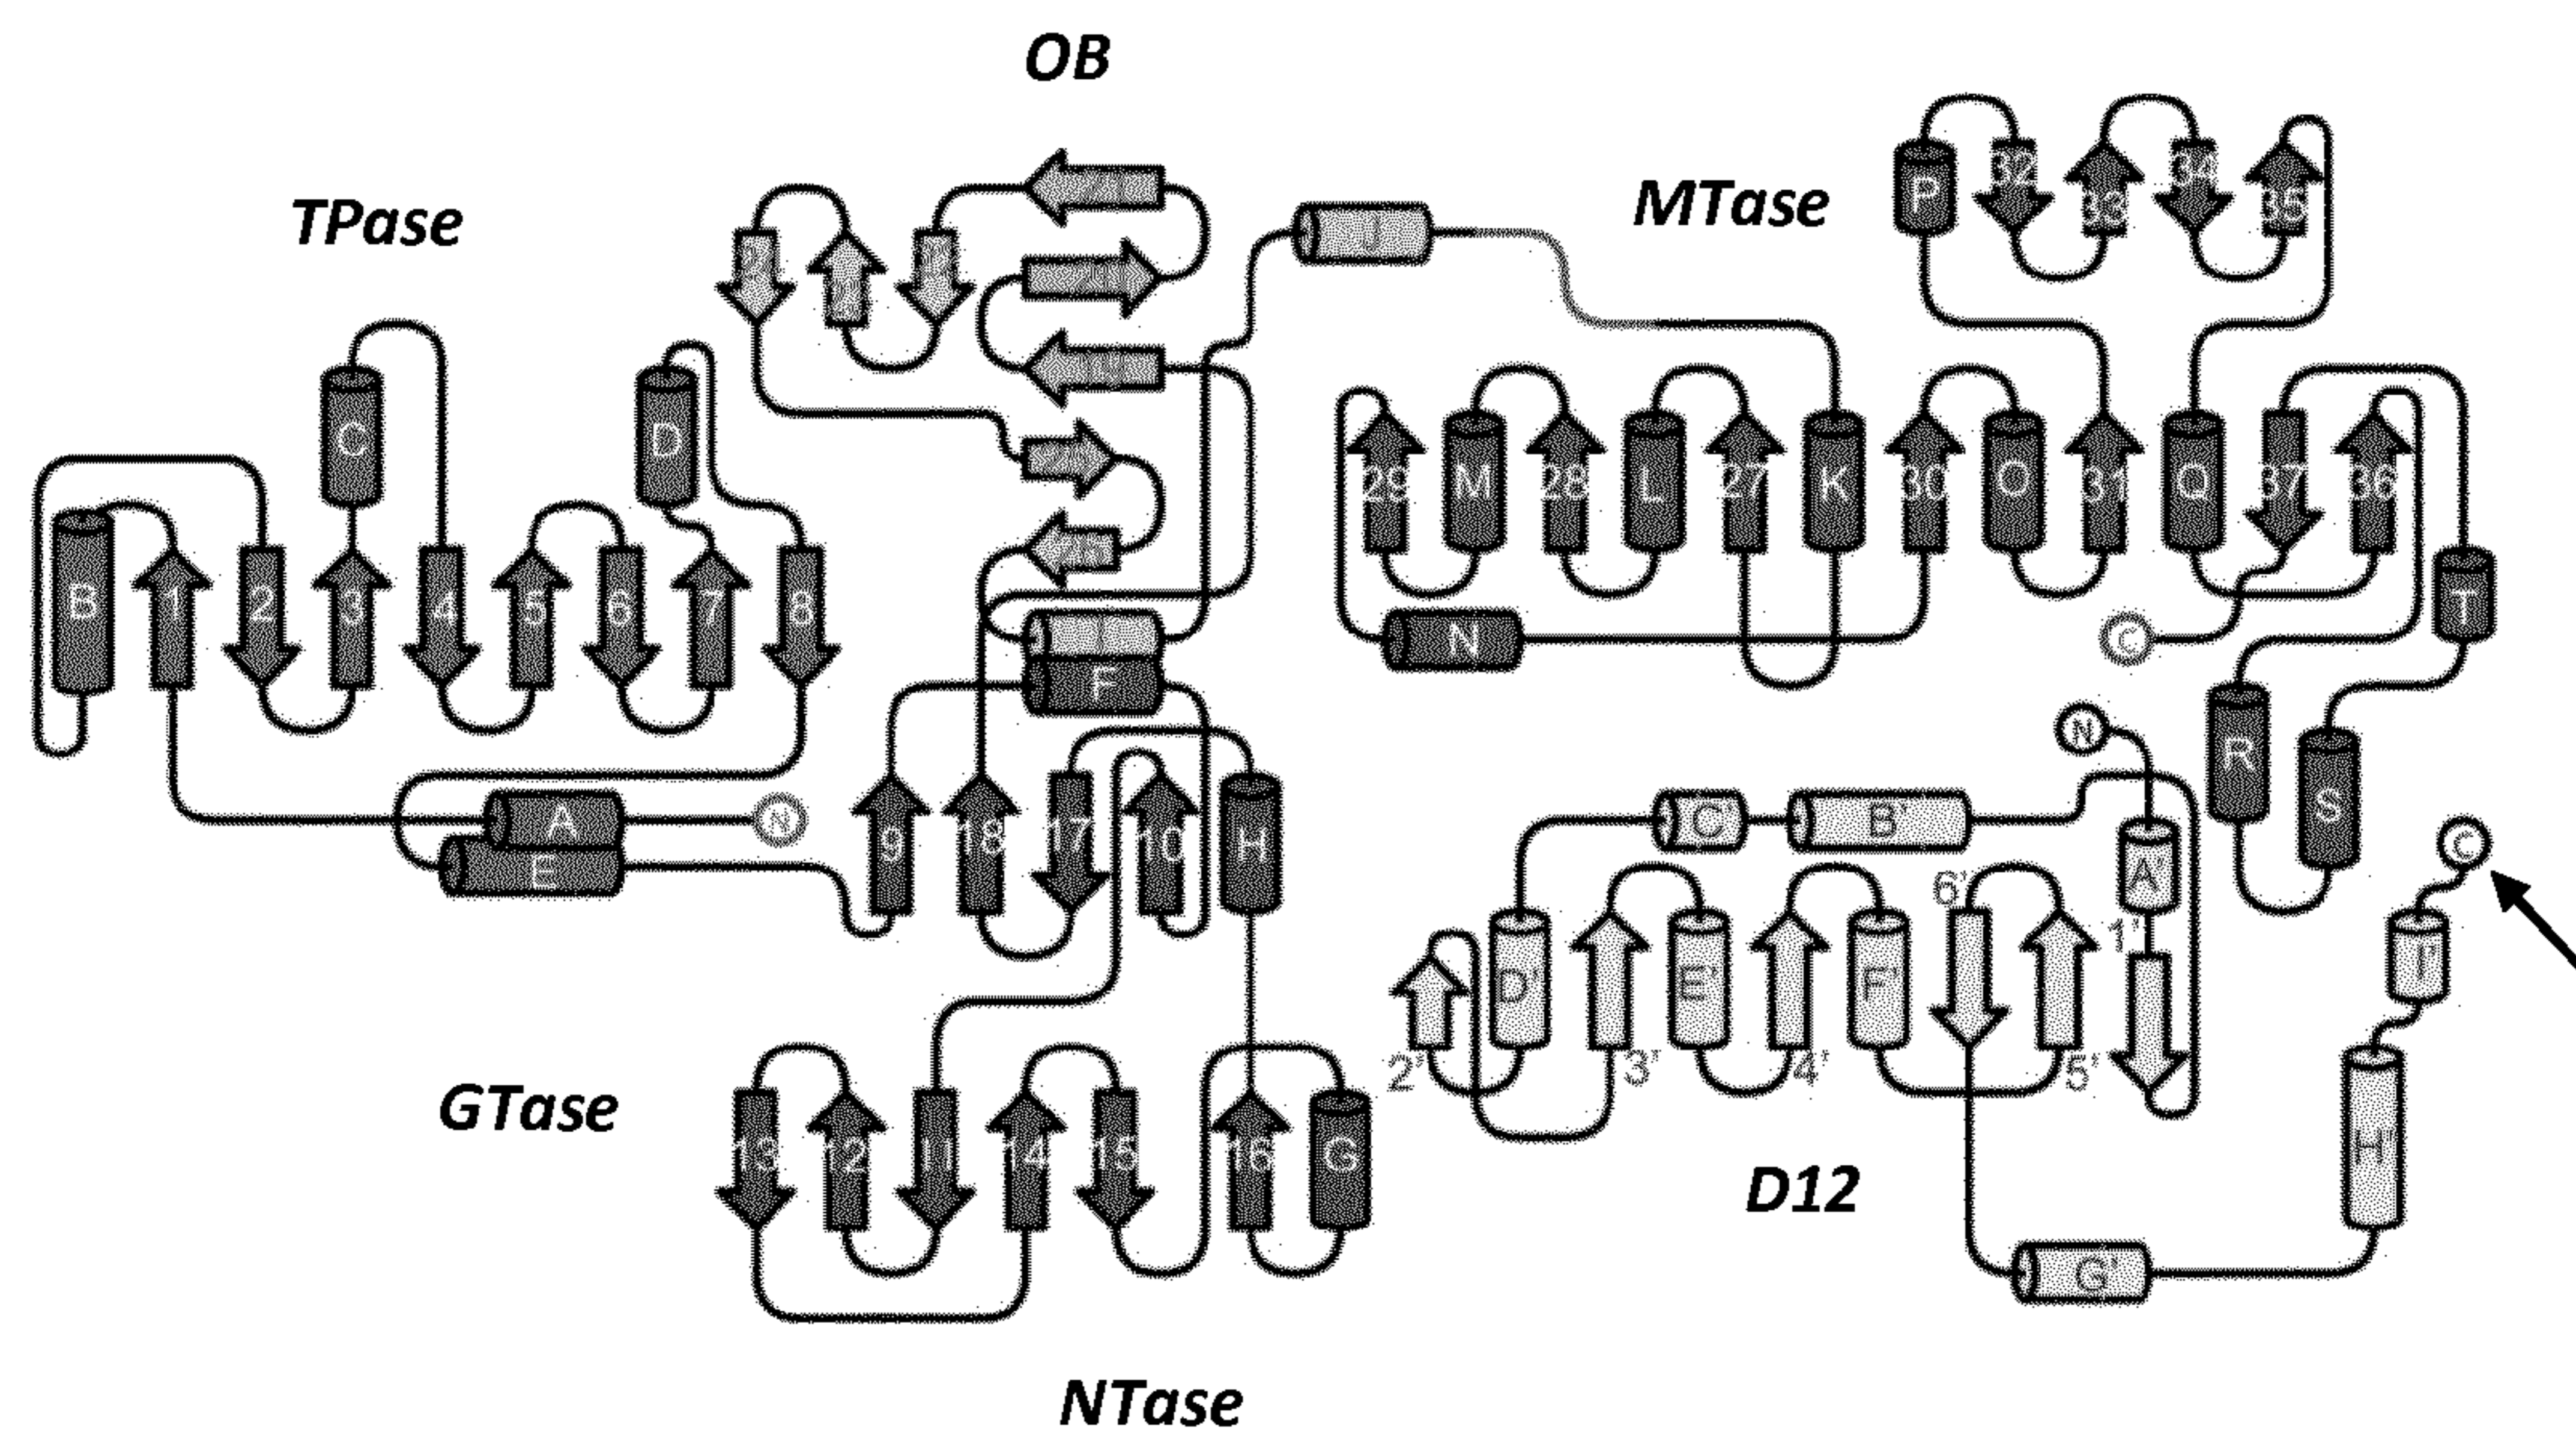 OB
TPase
MTase
P 32 33 34 35
21
J
19
C D
29 M 28 L 27 K 30 O 31 Q 37 36
B 1 2 3 4 5 6 7 8
T
N
C
I
F
R
N
S
A N
E
9 18 17 10 H
C' B'
A'
C
6'
1'
D' E' F'
I'
2' 3' 4' 5'
GTase
13 12 11 14 15 16 G
H'
D12
G'
NTase